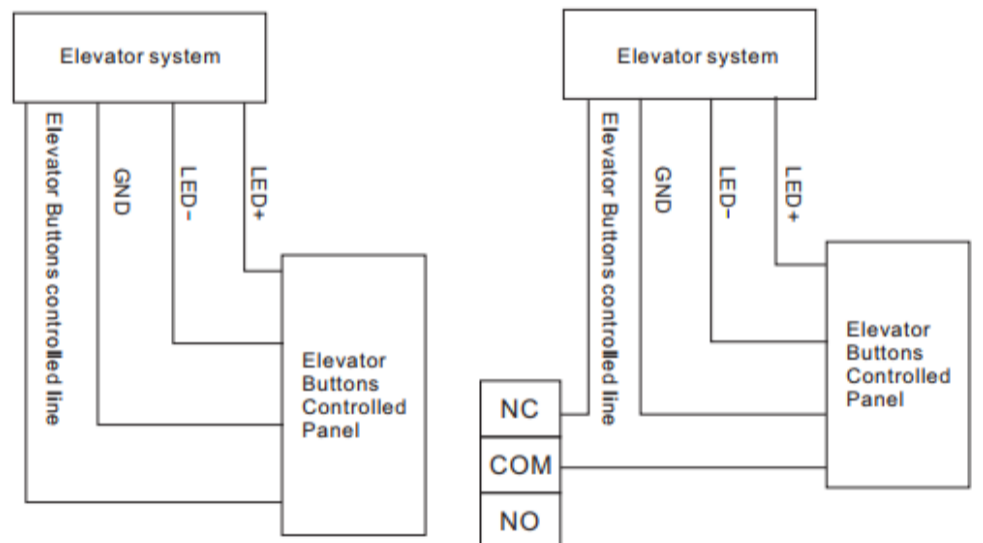 Elevator system
Elevator Buttons controlled line
GND
LED-
LED+
Elevator
Buttons
Controlled
Panel
Elevator system
Elevator Buttons controlled line
GND
LED-
LED+
Elevator
Buttons
Controlled
Panel
NC
COM
NO